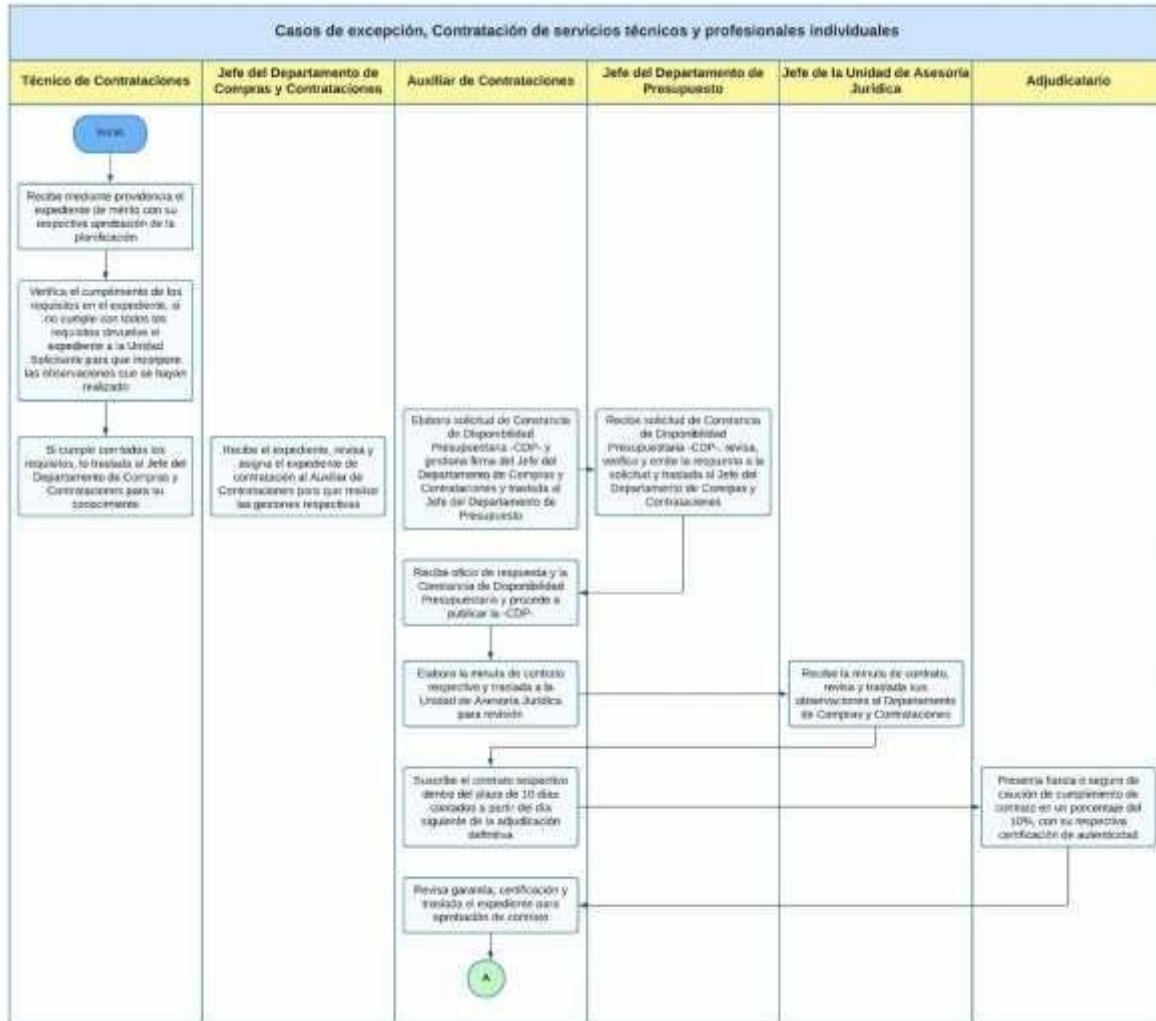 Casos de excepción, Contratación de servicios técnicos y profesionales individuales
Técnico de Contrataciones
Jefe del Departamento de
Compras y Contrataciones
Auxiliar de Contrataciones
Jefe del Departamento de
Presupuesto
Jefe de la Unidad de Asesoría
Jurídica
Adjudicatario
Inicio
Recibe mediante providencia el
expediente de mérito con su
respectiva aprobación de la
planificación
Verifica el cumplimiento de los
requisitos en el expediente, si
no cumple con todos los
requisitos devuelve el
expediente a la Unidad
Solicitante para que incorpore
las observaciones que se hayan
realizado
Si cumple con todos los
requisitos, lo traslada al Jefe del
Departamento de Compras y
Contrataciones para su
conocimiento
Recibe el expediente, revisa y
asigna el expediente de
contratación al Auxiliar de
Contrataciones para que realice
las gestiones respectivas
Elabora solicitud de Constancia
de Disponibilidad
Presupuestaria -CDP- y
gestiona firma del Jefe del
Departamento de Compras y
Contrataciones y traslada al
Jefe del Departamento de
Presupuesto
Recibe solicitud de Constancia
de Disponibilidad
Presupuestaria -CDP-, revisa,
verifica y emite la respuesta a
la solicitud y traslada al Jefe del
Departamento de Compras y
Contrataciones
Recibe oficio de respuesta y la
Constancia de Disponibilidad
Presupuestaria y procede a
publicar la -CDP-
Elabora la minuta de contrato
respectivo y traslada a la
Unidad de Asesoría Jurídica
para revisión
Recibe la minuta de contrato,
revisa y traslada sus
observaciones al Departamento
de Compras y Contrataciones
Suscribe el contrato respectivo
dentro del plazo de 10 días
contados a partir del día
siguiente de la adjudicación
definitiva
Presenta fianza o seguro de
caución de cumplimiento de
contrato en un porcentaje del
10%, con su respectiva
certificación de autenticidad
Revisa garantía, certificación y
traslada el expediente para
aprobación de contrato
A